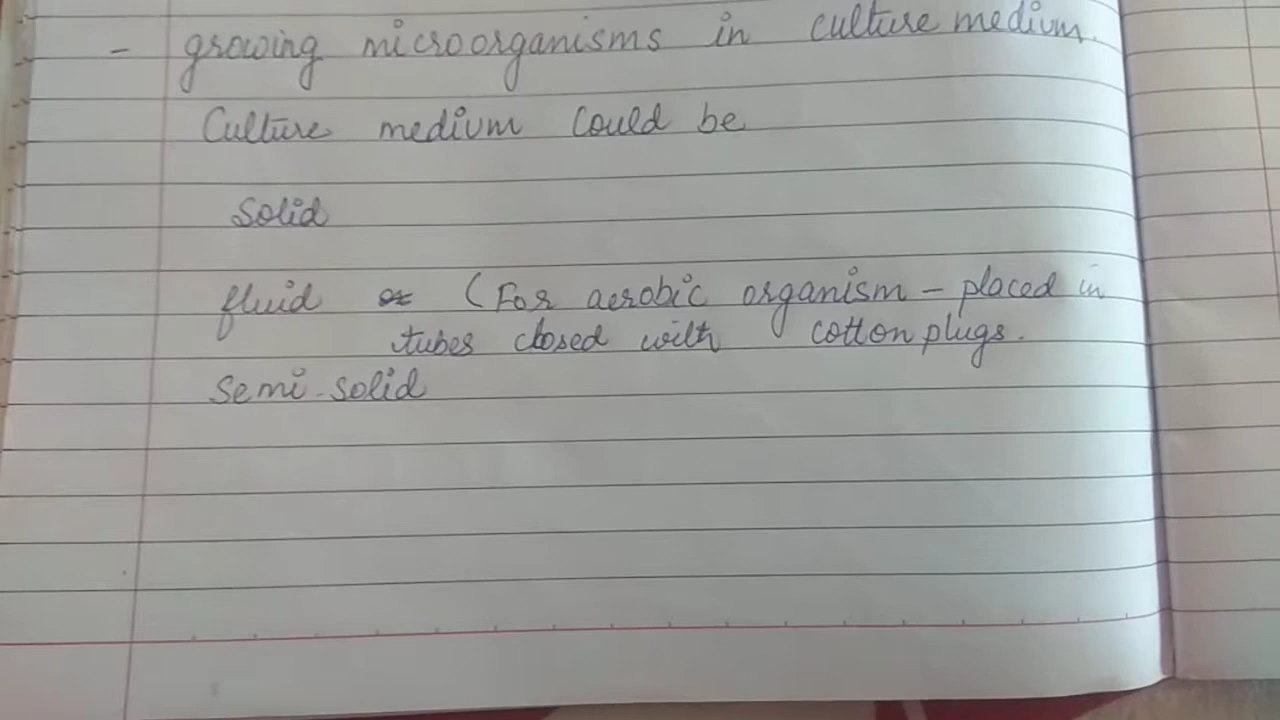 - growing microorganisms in culture medium.
Culture medium could be
Solid
fluid or (For aerobic organism - placed in
tubes closed with cotton plugs.
Semi-solid